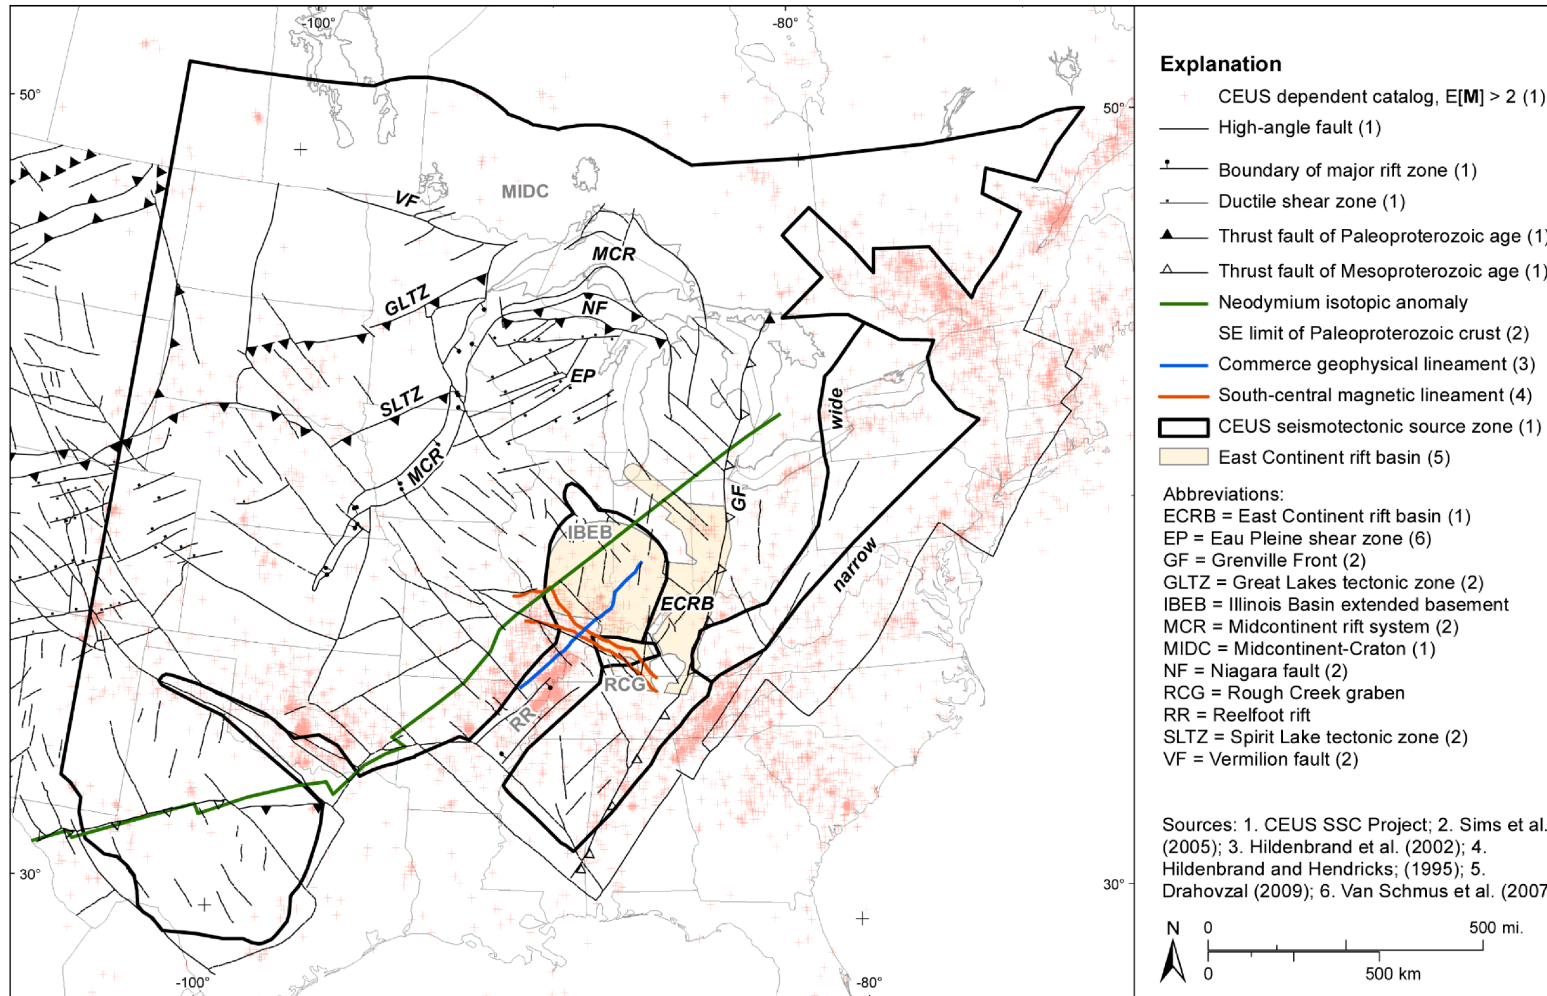 -100°
-80°
50°
50°
MIDC
VF
MCR
GLTZ
NF
EP
SLTZ
wide
MCR
GF
IBEB
narrow
ECRB
RCG
RR
30°
30°
-100°
-80°
Explanation
CEUS dependent catalog, E[M] > 2 (1)
High-angle fault (1)
Boundary of major rift zone (1)
Ductile shear zone (1)
Thrust fault of Paleoproterozoic age (1)
Thrust fault of Mesoproterozoic age (1)
Neodymium isotopic anomaly
SE limit of Paleoproterozoic crust (2)
Commerce geophysical lineament (3)
South-central magnetic lineament (4)
CEUS seismotectonic source zone (1)
East Continent rift basin (5)
Abbreviations:
ECRB = East Continent rift basin (1)
EP = Eau Pleine shear zone (6)
GF = Grenville Front (2)
GLTZ = Great Lakes tectonic zone (2)
IBEB = Illinois Basin extended basement
MCR = Midcontinent rift system (2)
MIDC = Midcontinent-Craton (1)
NF = Niagara fault (2)
RCG = Rough Creek graben
RR = Reelfoot rift
SLTZ = Spirit Lake tectonic zone (2)
VF = Vermilion fault (2)
Sources: 1. CEUS SSC Project; 2. Sims et al.
(2005); 3. Hildenbrand et al. (2002); 4.
Hildenbrand and Hendricks; (1995); 5.
Drahovzal (2009); 6. Van Schmus et al. (2007
N
0 500 mi.
0 500 km